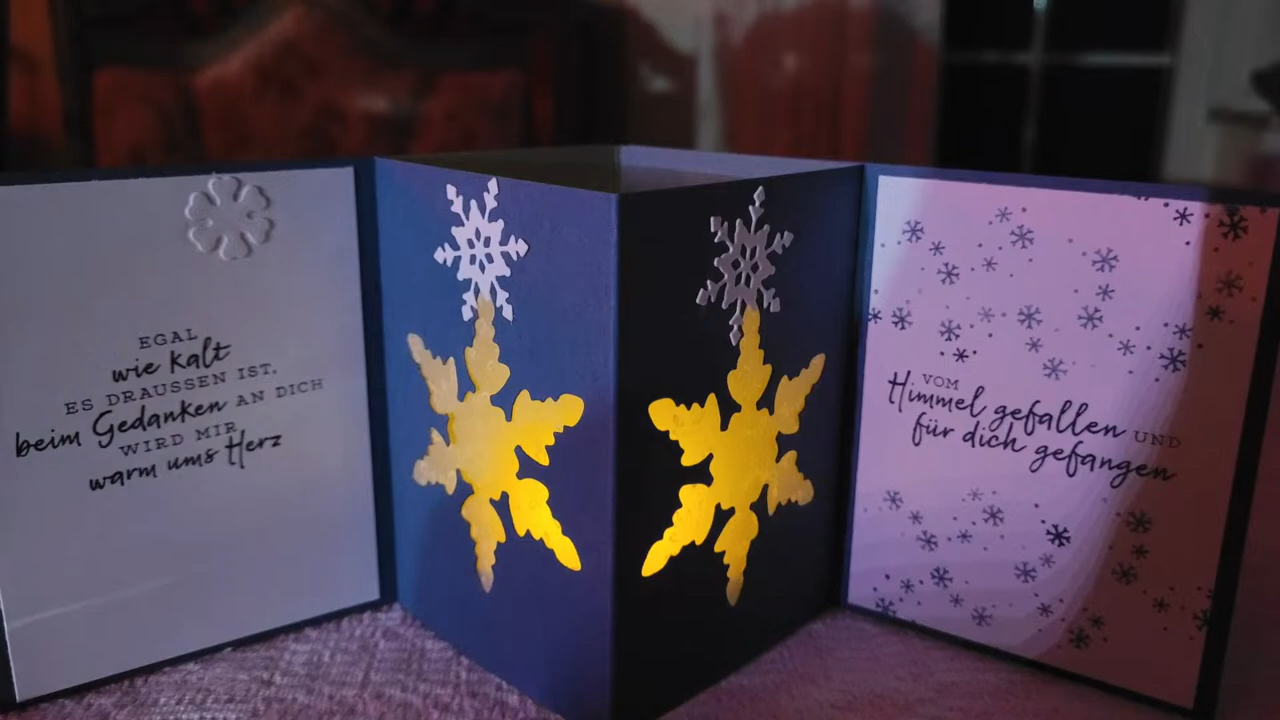 EGAL
wie kalt
ES DRAUSSEN IST,
beim Gedanken AN DICH
WIRD MIR
warm ums Herz
VOM
Himmel gefallen UND
für dich gefangen